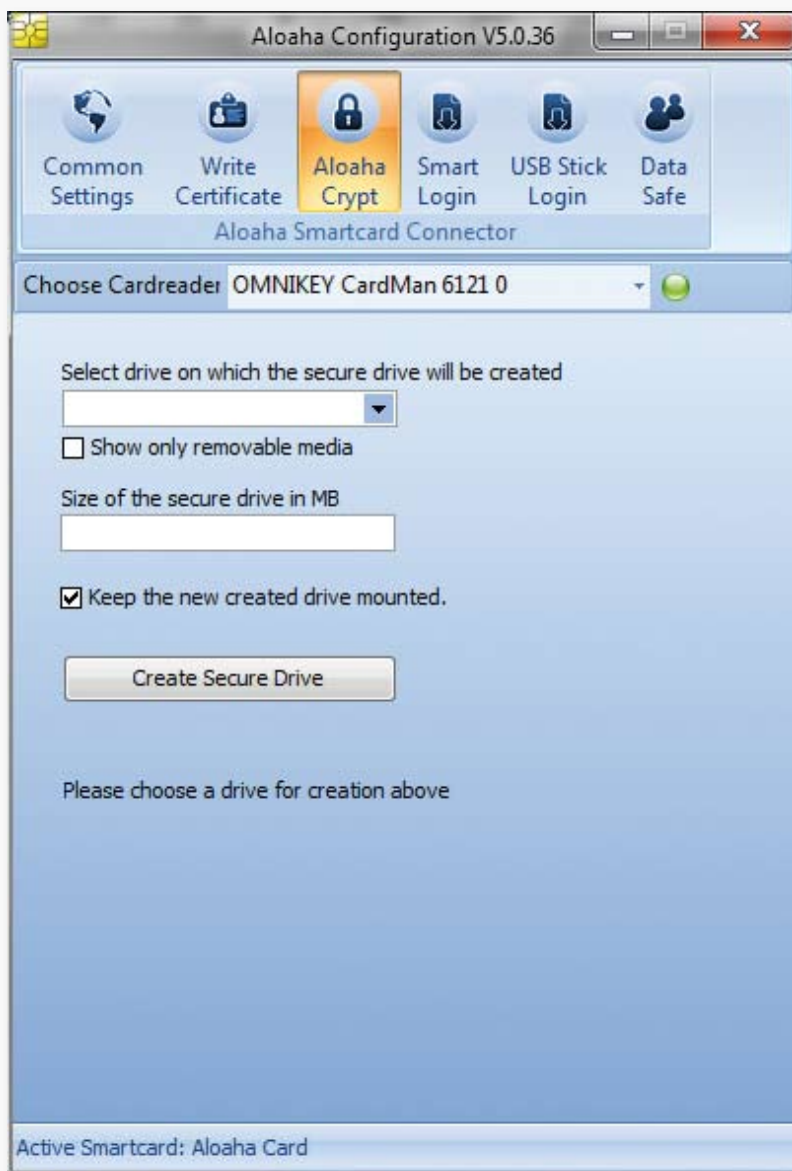 Aloaha Configuration V5.0.36
Common Settings
Write Certificate
Aloaha Crypt
Smart Login
USB Stick Login
Data Safe
Aloaha Smartcard Connector
Choose Cardreader OMNIKEY CardMan 6121 0
Select drive on which the secure drive will be created
Show only removable media
Size of the secure drive in MB
Keep the new created drive mounted.
Create Secure Drive
Please choose a drive for creation above
Active Smartcard: Aloaha Card